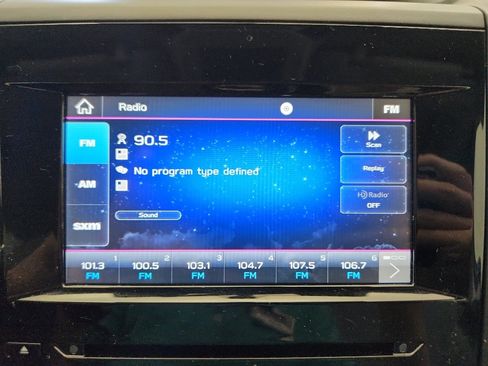 Radio
FM
FM
90.5
Scan
No program type defined
Replay
AM
HD Radio
OFF
Sound
SXM
1 2 3 4 5 6
101.3 100.5 103.1 104.7 107.5 106.7
FM FM FM FM FM FM